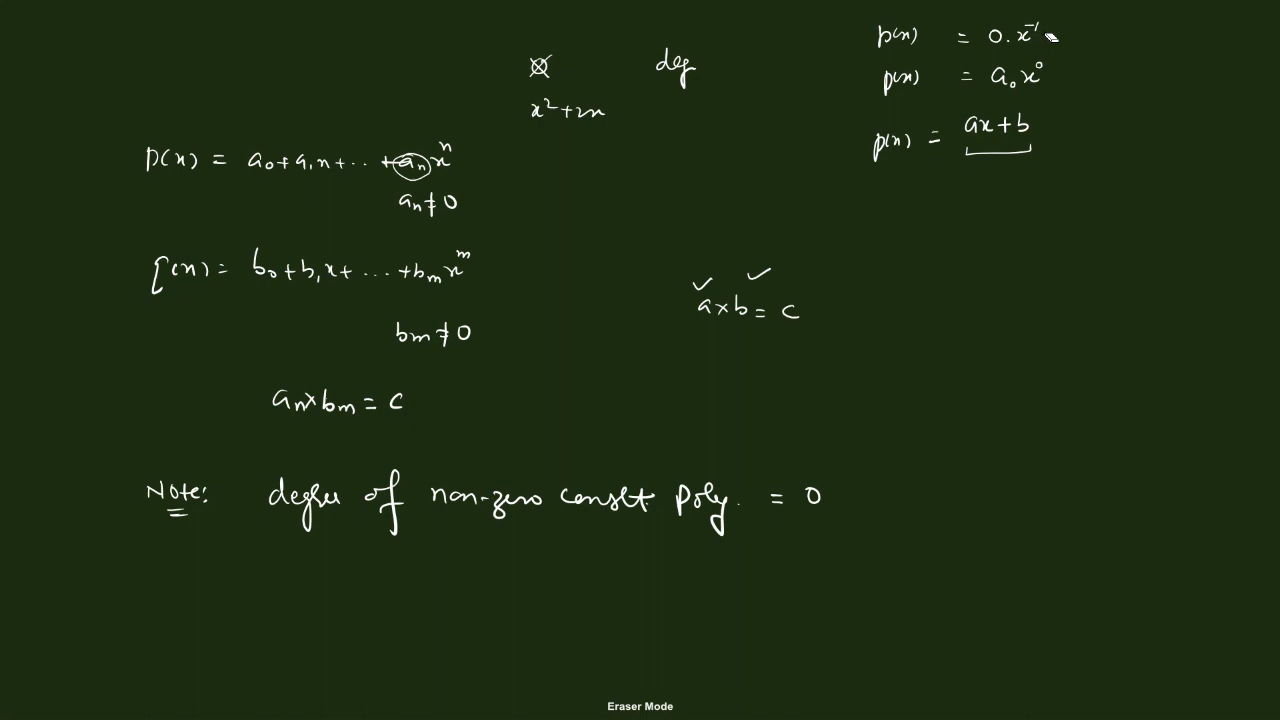 p(x) = 0.x⁻¹
⊗ deg
p(x) = a₀x⁰
x²+2x
p(x) = ax+b
p(x) = a₀+a₁x+...+aₙxⁿ
aₙ≠0
q(x) = b₀+b₁x+...+bₘxᵐ
a×b = c
bₘ≠0
aₙ×bₘ = c
Note: degree of non-zero constt poly. = 0
Eraser Mode